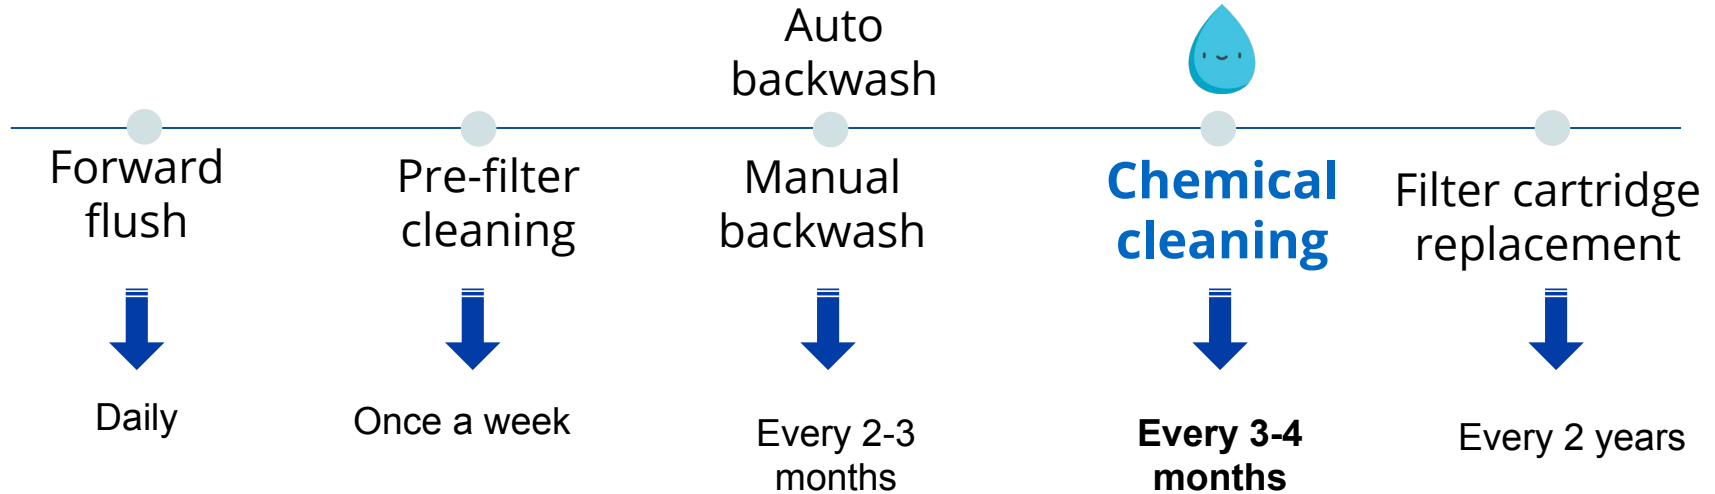 Auto
backwash
Forward
flush
Pre-filter
cleaning
Manual
backwash
Chemical
cleaning
Filter cartridge
replacement
Daily
Once a week
Every 2-3
months
Every 3-4
months
Every 2 years